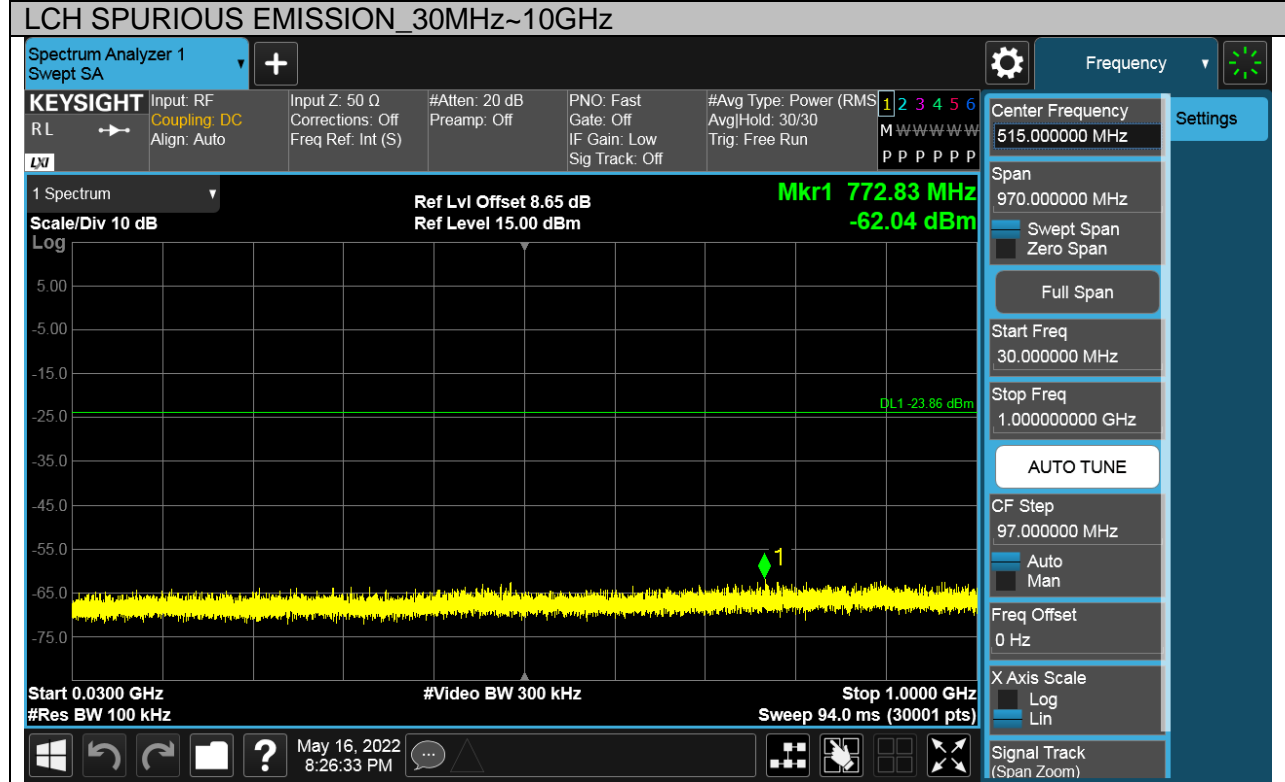 LCH SPURIOUS EMISSION_30MHz~10GHz
Spectrum Analyzer 1
Swept SA
Frequency
KEYSIGHT
RL
LXI
Input: RF
Coupling: DC
Align: Auto
Input Z: 50 Ω
Corrections: Off
Freq Ref: Int (S)
#Atten: 20 dB
Preamp: Off
PNO: Fast
Gate: Off
IF Gain: Low
Sig Track: Off
#Avg Type: Power (RMS
Avg|Hold: 30/30
Trig: Free Run
1 2 3 4 5 6
M W W W W W
P P P P P P
1 Spectrum
Scale/Div 10 dB
Log
Ref Lvl Offset 8.65 dB
Ref Level 15.00 dBm
Mkr1 772.83 MHz
-62.04 dBm
5.00
-5.00
-15.0
DL1 -23.86 dBm
-25.0
-35.0
-45.0
-55.0
1
-65.0
-75.0
Start 0.0300 GHz
#Video BW 300 kHz
Stop 1.0000 GHz
#Res BW 100 kHz
Sweep 94.0 ms (30001 pts)
Center Frequency
515.000000 MHz
Settings
Span
970.000000 MHz
Swept Span
Zero Span
Full Span
Start Freq
30.000000 MHz
Stop Freq
1.000000000 GHz
AUTO TUNE
CF Step
97.000000 MHz
Auto
Man
Freq Offset
0 Hz
X Axis Scale
Log
Lin
Signal Track
(Span Zoom)
?
May 16, 2022
8:26:33 PM